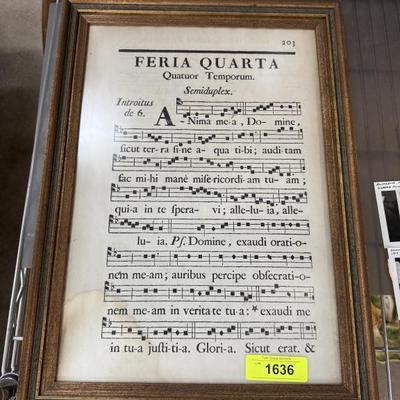 203
FERIA QUARTA
Quatuor Temporum.
Semiduplex.
Introitus
de 6.
A Nima me-a, Do- mine,
sicut ter-ra si-ne a- qua ti-bi; audi-tam
fac mi-hi manè mise-ricordi-am tu-am;
qui-a in te spera- vi; alle-lu-ia, alle-
lu- ia. Ps. Domine, exaudi orati-o-
nem me-am; auribus percipe obsecrati-o-
nem me-am in verita te tu-a: * exaudi me
in tu-a justi-ti-a. Glori-a. Sicut erat. &
1636